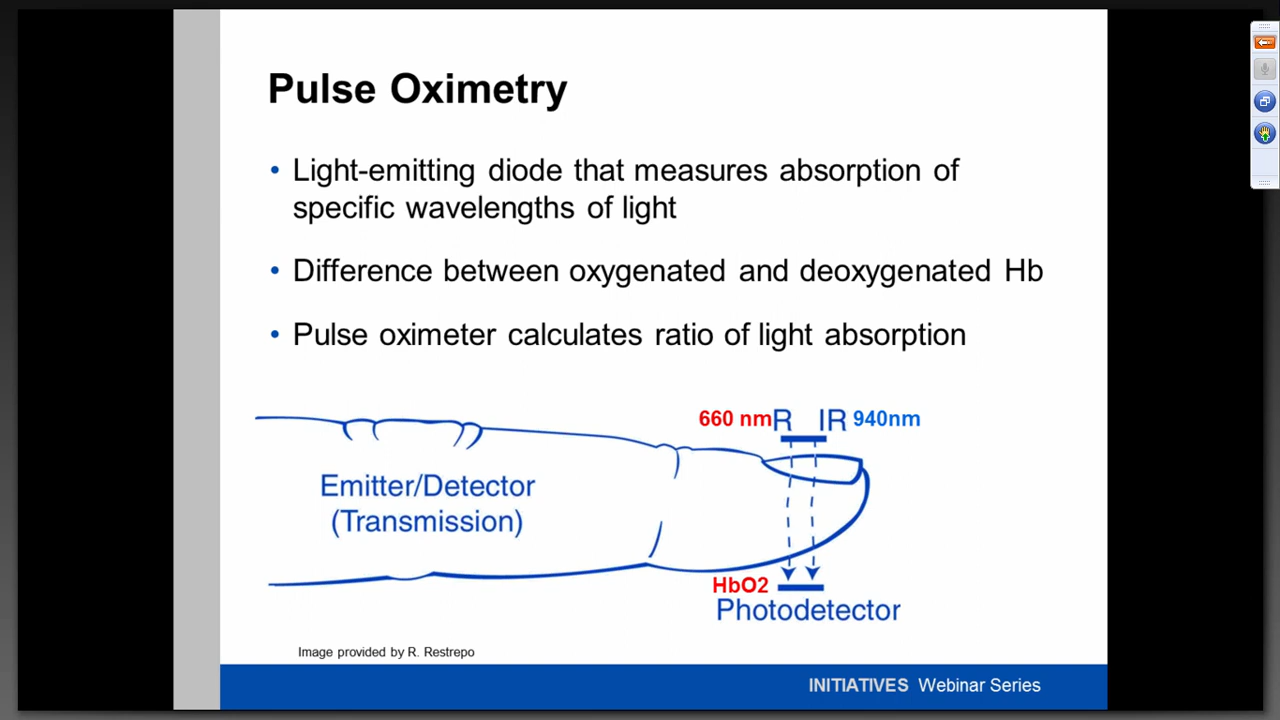 Pulse Oximetry
• Light-emitting diode that measures absorption of
specific wavelengths of light
• Difference between oxygenated and deoxygenated Hb
• Pulse oximeter calculates ratio of light absorption
660 nm R IR 940nm
Emitter/Detector
(Transmission)
HbO2
Photodetector
Image provided by R. Restrepo
INITIATIVES Webinar Series